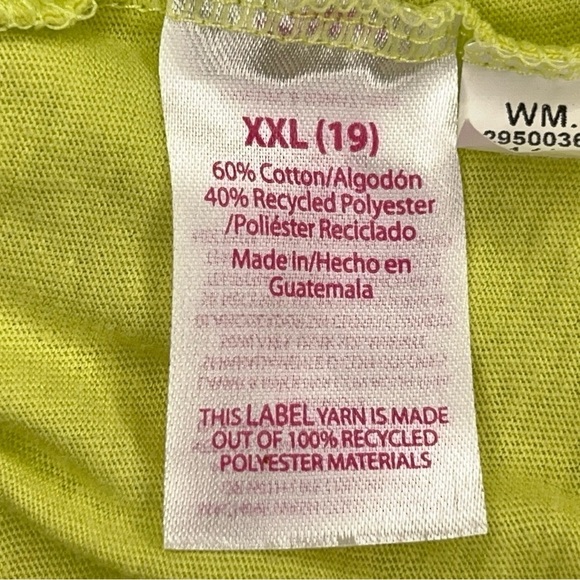 XXL (19)
60% Cotton/Algodón
40% Recycled Polyester
/Poliéster Reciclado
Made in/Hecho en
Guatemala
THIS LABEL YARN IS MADE
OUT OF 100% RECYCLED
POLYESTER MATERIALS
WM.
2950036